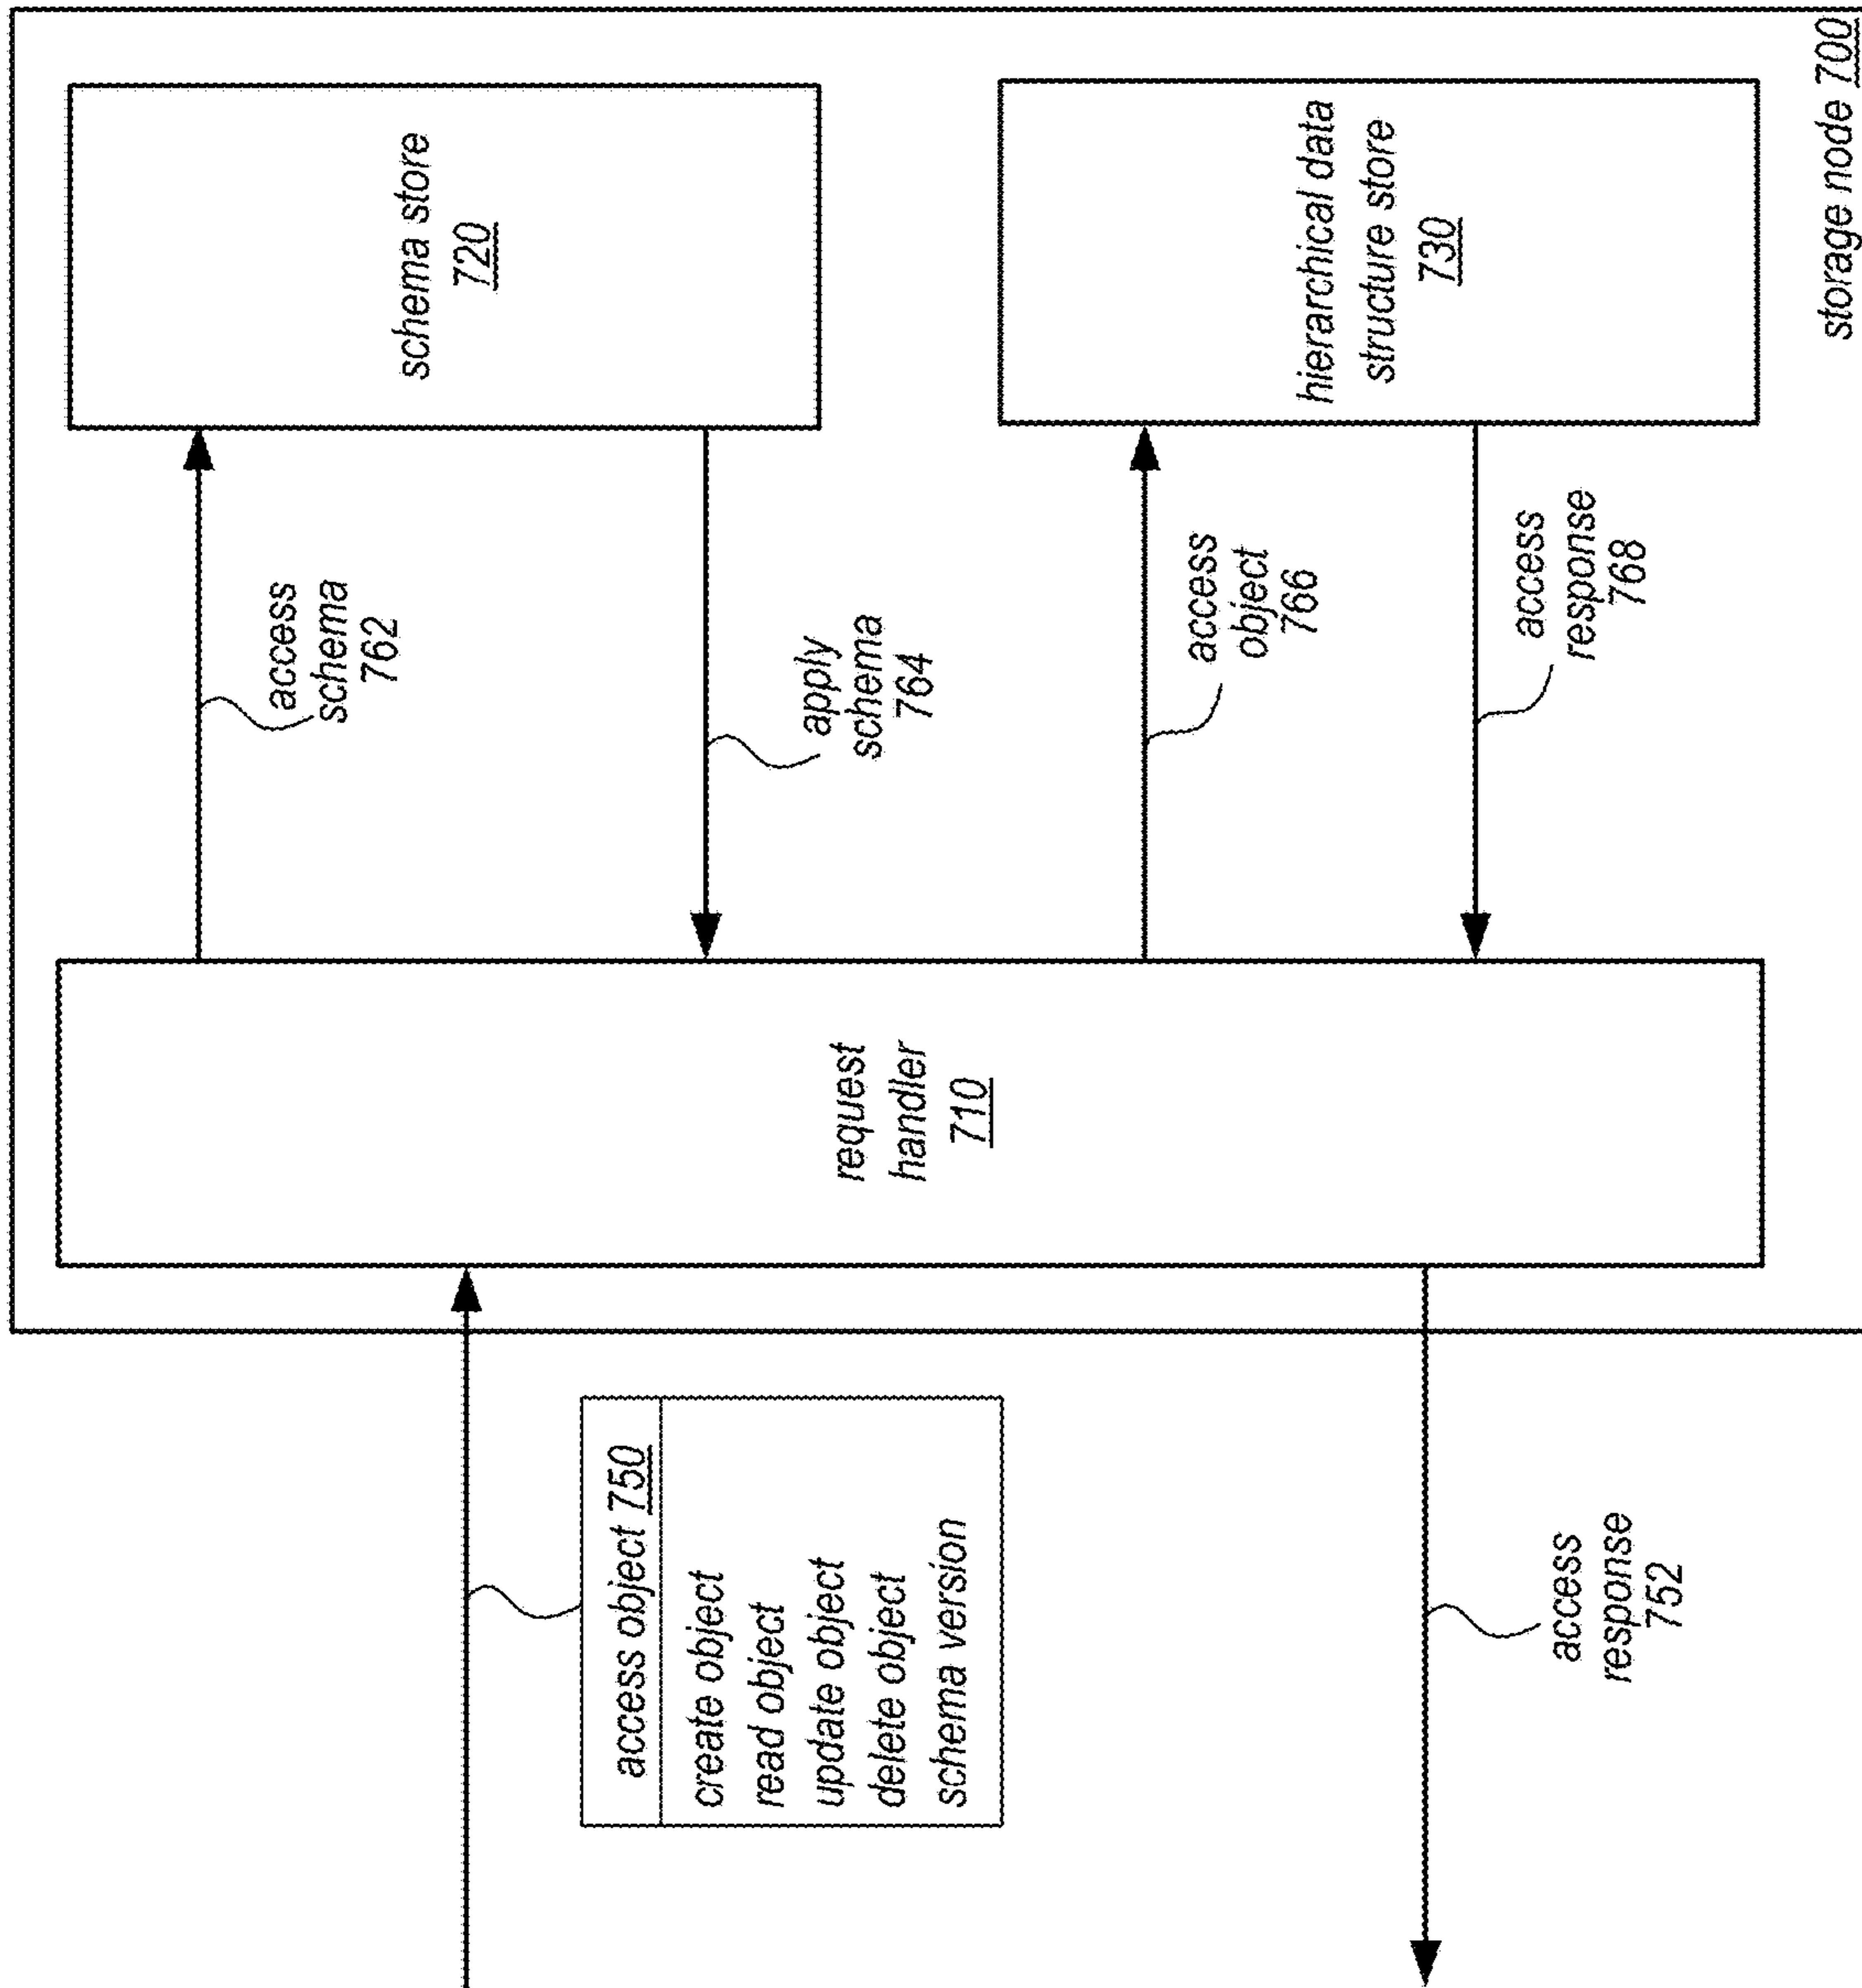 access object 750
create object
read object
update object
delete object
schema version
access
response
752
request
handler
710
access
schema
762
apply
schema
764
access
object
766
access
response
768
schema store
720
hierarchical data
structure store
730
storage node 700